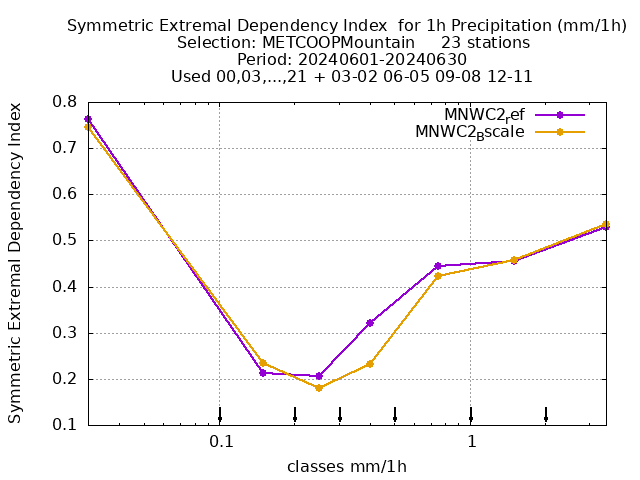 Symmetric Extremal Dependency Index  for 1h Precipitation (mm/1h)
Selection: METCOOPMountain     23 stations
Period: 20240601-20240630
Used 00,03,...,21 + 03-02 06-05 09-08 12-11
MNWC2ref
MNWC2Bscale
Symmetric Extremal Dependency Index
0.8
0.7
0.6
0.5
0.4
0.3
0.2
0.1
0.1 1
classes mm/1h